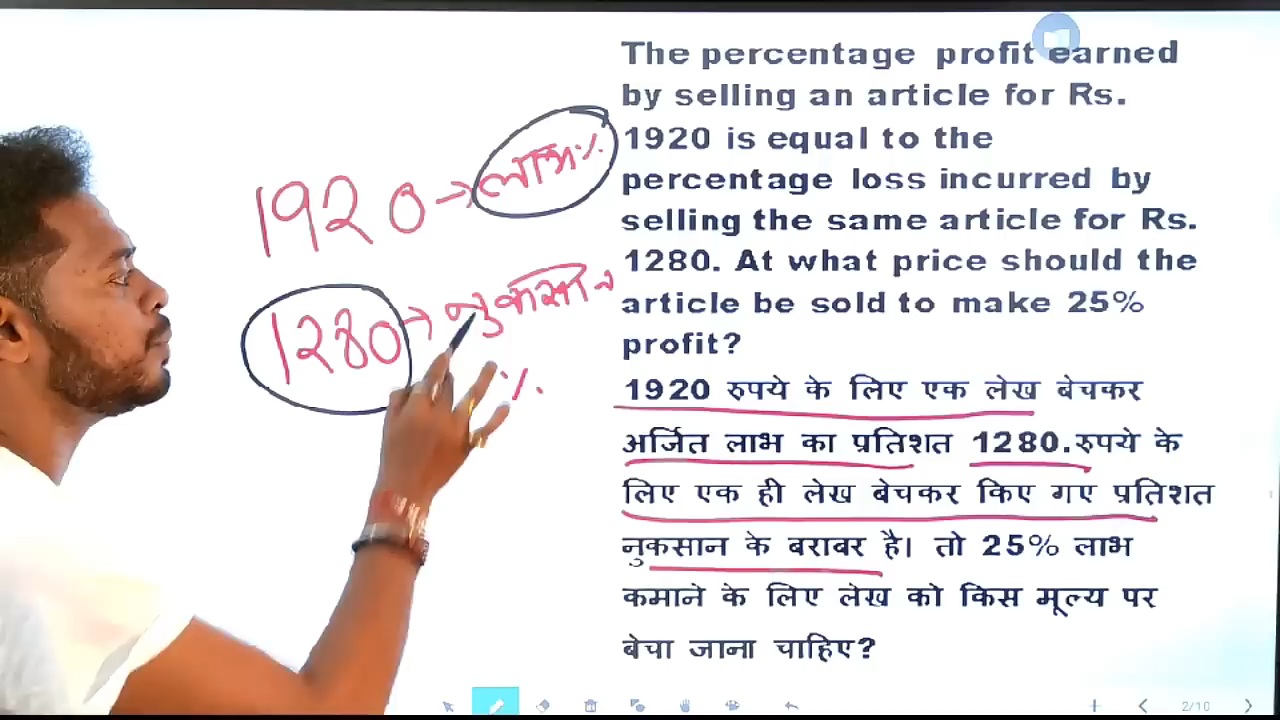 The percentage profit earned
by selling an article for Rs.
1920 is equal to the
percentage loss incurred by
selling the same article for Rs.
1280. At what price should the
article be sold to make 25%
profit?
1920 रुपये के लिए एक लेख बेचकर
अर्जित लाभ का प्रतिशत 1280.रुपये के
लिए एक ही लेख बेचकर किए गए प्रतिशत
नुकसान के बराबर है। तो 25% लाभ
कमाने के लिए लेख को किस मूल्य पर
बेचा जाना चाहिए?
1920 → लाभ%
1280 → नुकसान
%
2/10